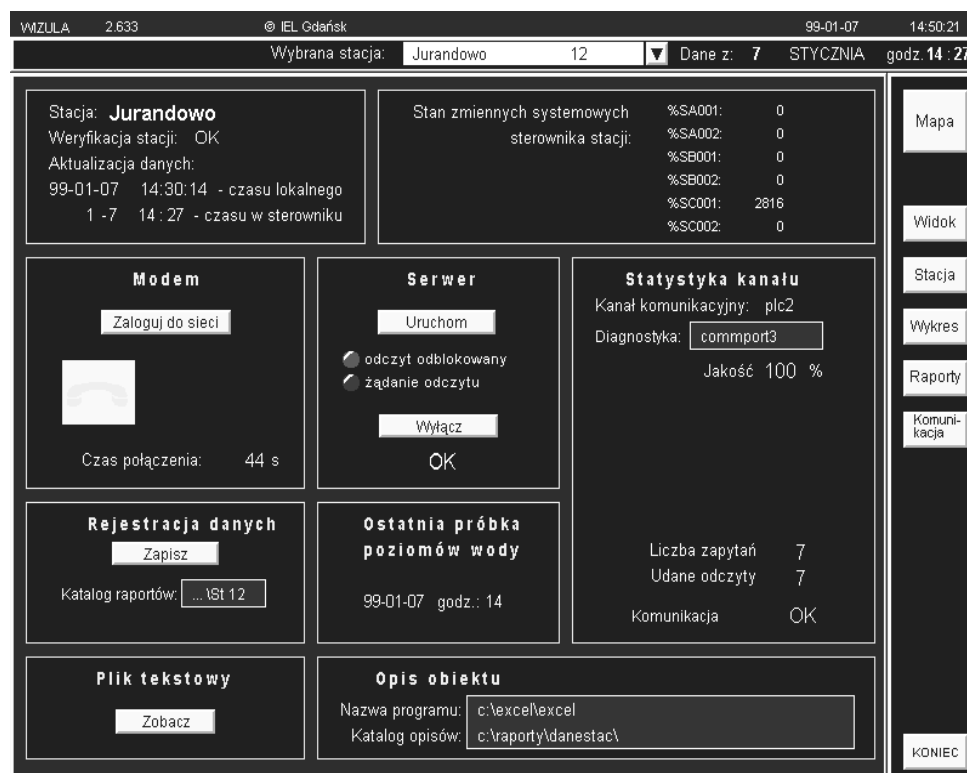 WIZULA 2.633 © IEL Gdańsk 99-01-07 14:50:21
Wybrana stacja: Jurandowo 12 Dane z: 7 STYCZNIA godz. 14 : 27
Stacja: Jurandowo
Weryfikacja stacji: OK
Aktualizacja danych:
99-01-07 14:30:14 - czasu lokalnego
1 -7 14 : 27 - czasu w sterowniku
Stan zmiennych systemowych
sterownika stacji:
%SA001: 0
%SA002: 0
%SB001: 0
%SB002: 0
%SC001: 2816
%SC002: 0
Modem
Zaloguj do sieci
Czas połączenia: 44 s
Serwer
Uruchom
odczyt odblokowany
żądanie odczytu
Wyłącz
OK
Statystyka kanału
Kanał komunikacyjny: plc2
Diagnostyka: commport3
Jakość 100 %
Liczba zapytań 7
Udane odczyty 7
Komunikacja OK
Rejestracja danych
Zapisz
Katalog raportów: ... \St 12
Ostatnia próbka
poziomów wody
99-01-07 godz.: 14
Plik tekstowy
Zobacz
Opis obiektu
Nazwa programu: c:\excel\excel
Katalog opisów: c:\raporty\danestac\
Mapa
Widok
Stacja
Wykres
Raporty
Komuni-
kacja
KONIEC